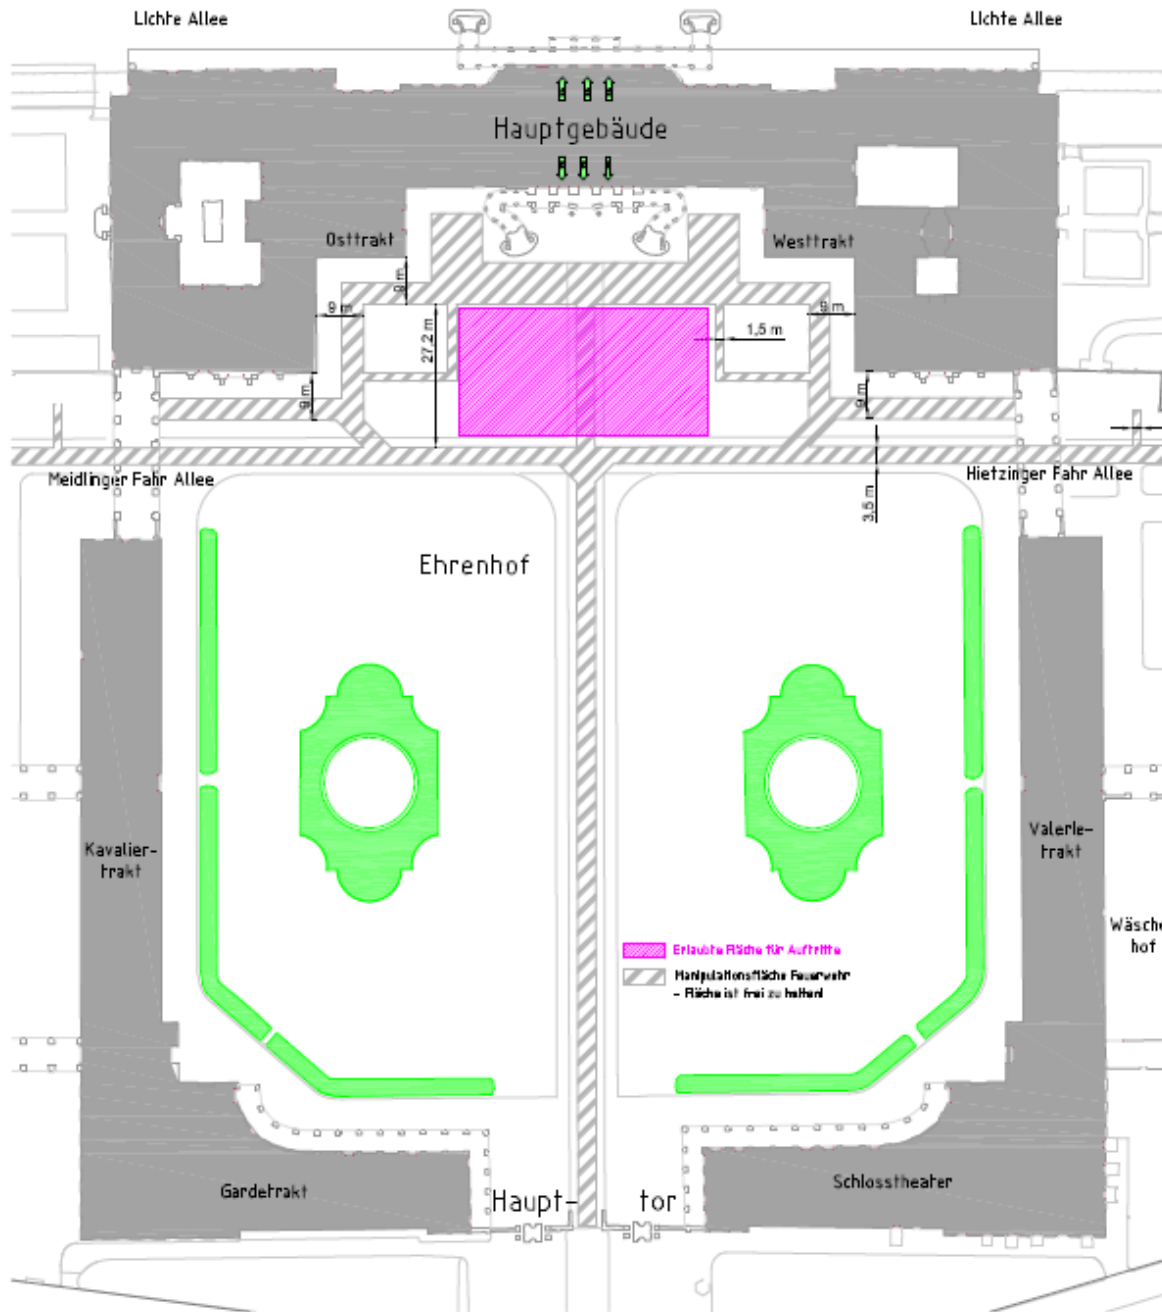 Lichte Allee
Lichte Allee
Hauptgebäude
Osttrakt
Westtrakt
9 m
9 m
9 m
27,2 m
1,5 m
9 m
9 m
Meidlinger Fahr Allee
Hietzinger Fahr Allee
3,5 m
Ehrenhof
Kavalier-
trakt
Valerie-
trakt
Wäsche
hof
Erlaubte Fläche für Auftritte
Manipulationsfläche Feuerwehr
- Fläche ist frei zu halten!
Gardetrakt
Haupt- tor
Schlosstheater